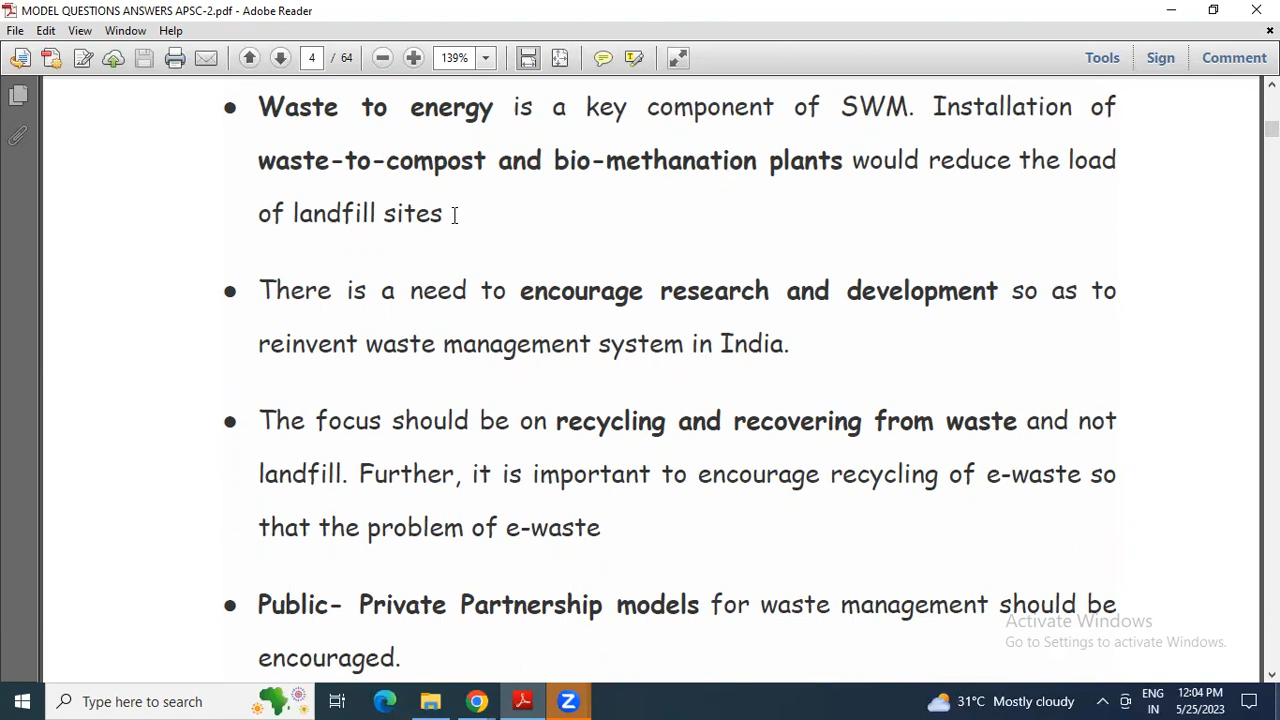 MODEL QUESTIONS ANSWERS APSC-2.pdf - Adobe Reader
File Edit View Window Help
4 / 64 139% Tools Sign Comment
● Waste to energy is a key component of SWM. Installation of
waste-to-compost and bio-methanation plants would reduce the load
of landfill sites
● There is a need to encourage research and development so as to
reinvent waste management system in India.
● The focus should be on recycling and recovering from waste and not
landfill. Further, it is important to encourage recycling of e-waste so
that the problem of e-waste
● Public- Private Partnership models for waste management should be
encouraged.
Activate Windows
Go to Settings to activate Windows.
Type here to search
31°C Mostly cloudy
ENG
IN
12:04 PM
5/25/2023